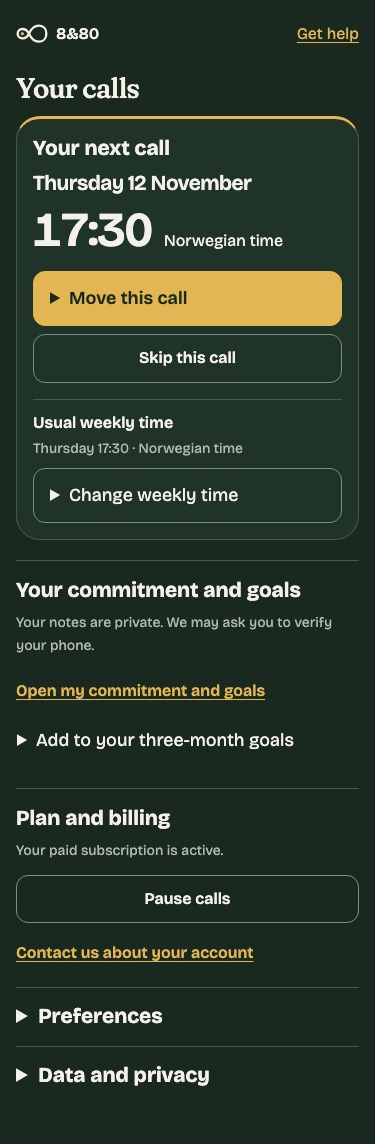 8&80
Get help
Your calls
Your next call
Thursday 12 November
17:30 Norwegian time
Move this call
Skip this call
Usual weekly time
Thursday 17:30 · Norwegian time
Change weekly time
Your commitment and goals
Your notes are private. We may ask you to verify
your phone.
Open my commitment and goals
Add to your three-month goals
Plan and billing
Your paid subscription is active.
Pause calls
Contact us about your account
Preferences
Data and privacy